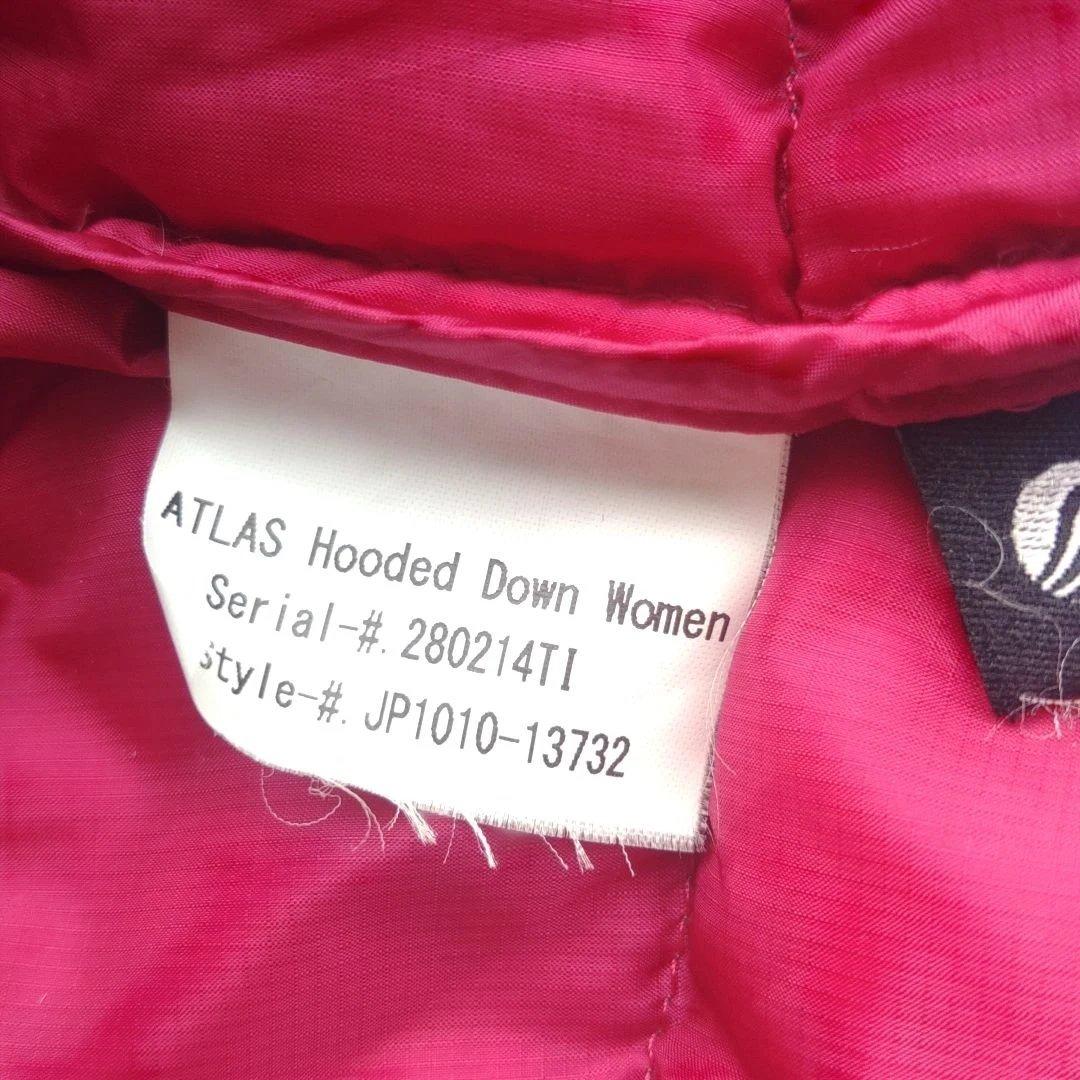 ATLAS Hooded Down Women
Serial-#. 280214TI
Style-#. JP1010-13732